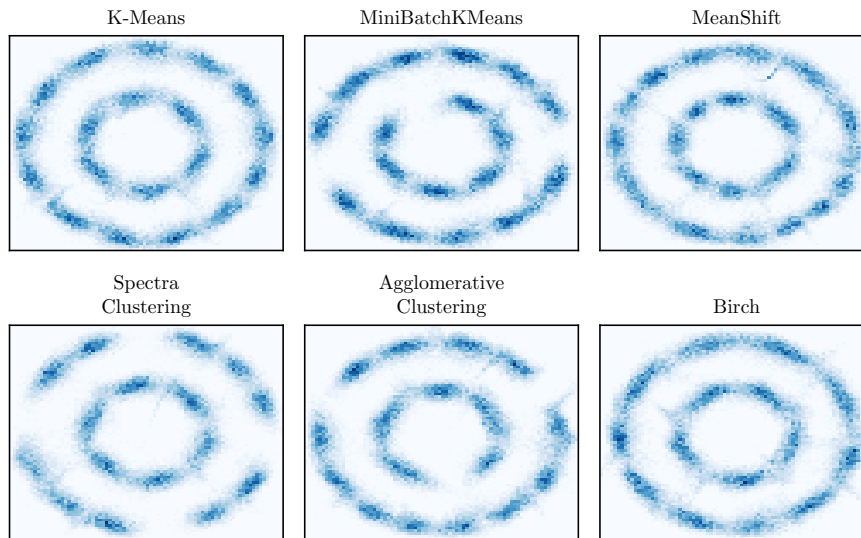 K-Means
MiniBatchKMeans
MeanShift
Spectra
Clustering
Agglomerative
Clustering
Birch